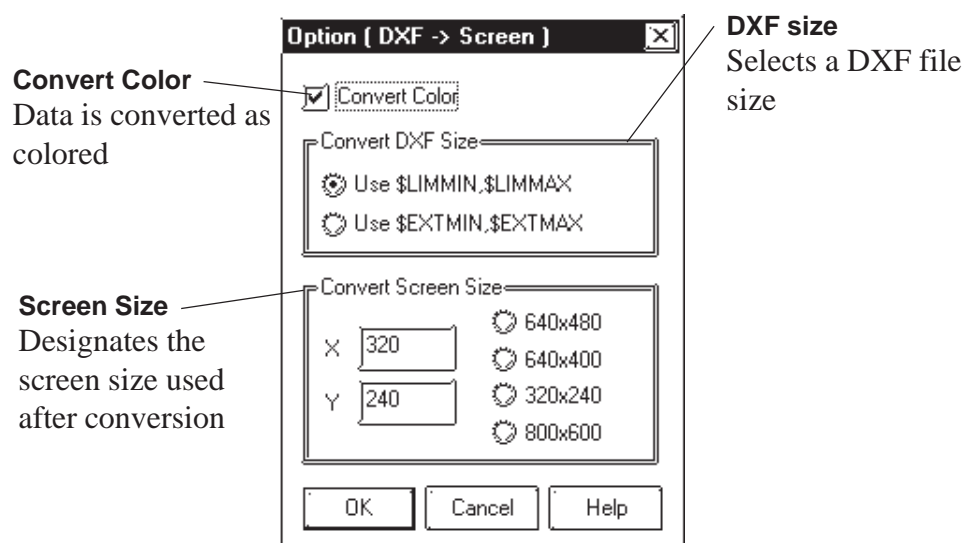 Option ( DXF -> Screen )
DXF size
Selects a DXF file
size
Convert Color
Data is converted as
colored
Convert Color
Convert DXF Size
Use $LIMMIN,$LIMMAX
Use $EXTMIN,$EXTMAX
Screen Size
Designates the
screen size used
after conversion
Convert Screen Size
X 320
Y 240
640x480
640x400
320x240
800x600
OK Cancel Help